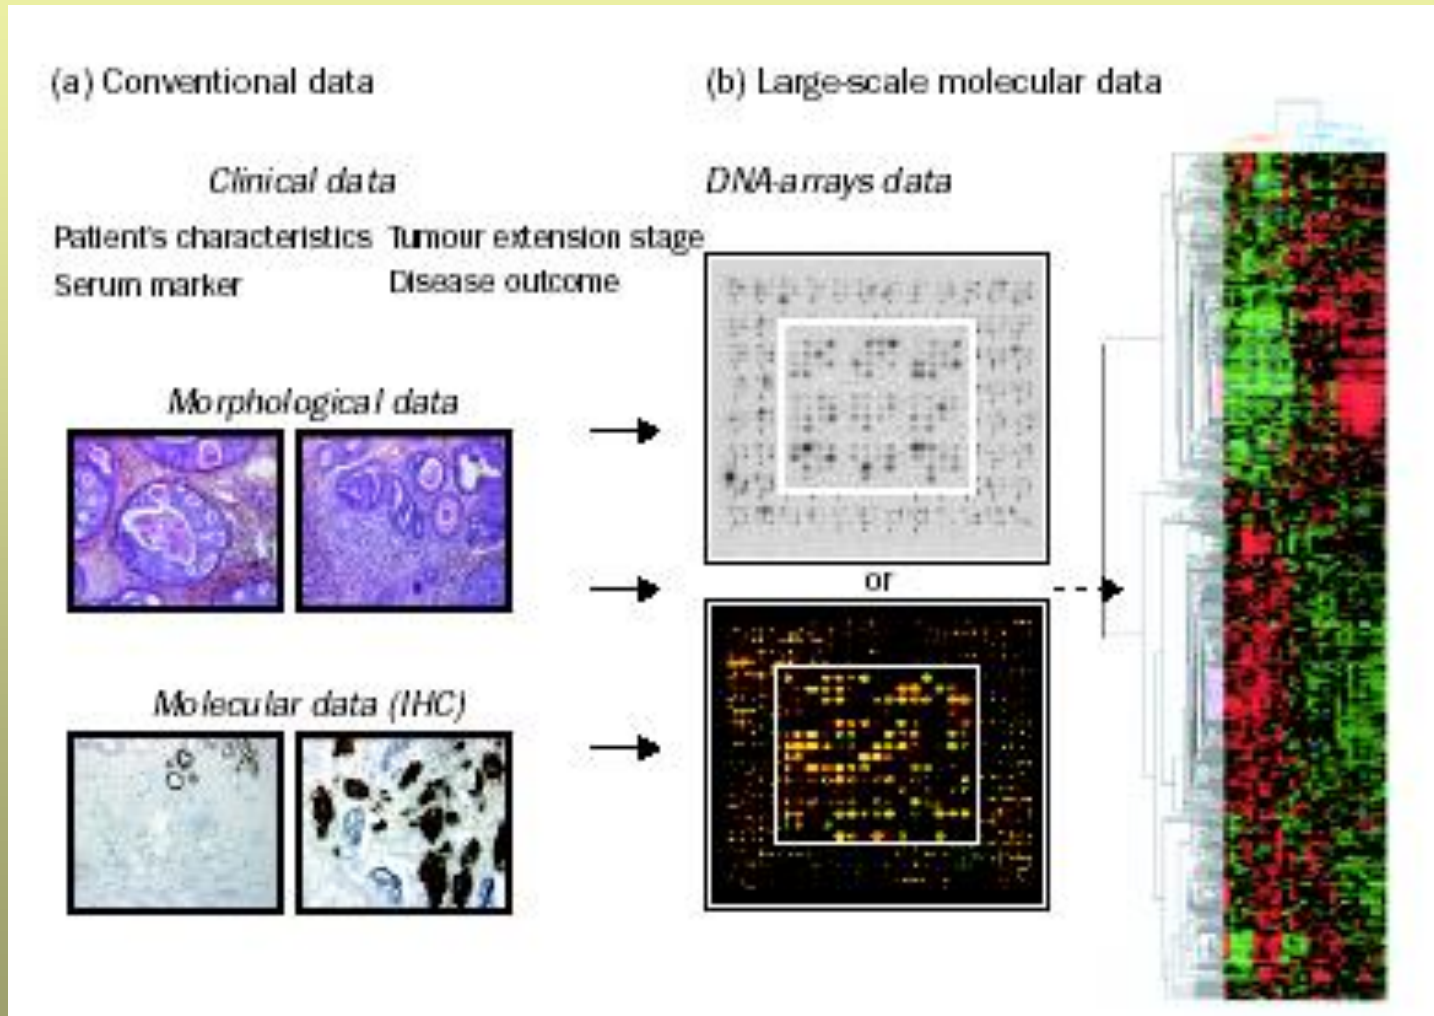 (a) Conventional data
Clinical data
Patient's characteristics Tumour extension stage
Serum marker Disease outcome
Morphological data
Molecular data (IHC)
(b) Large-scale molecular data
DNA-arrays data
or